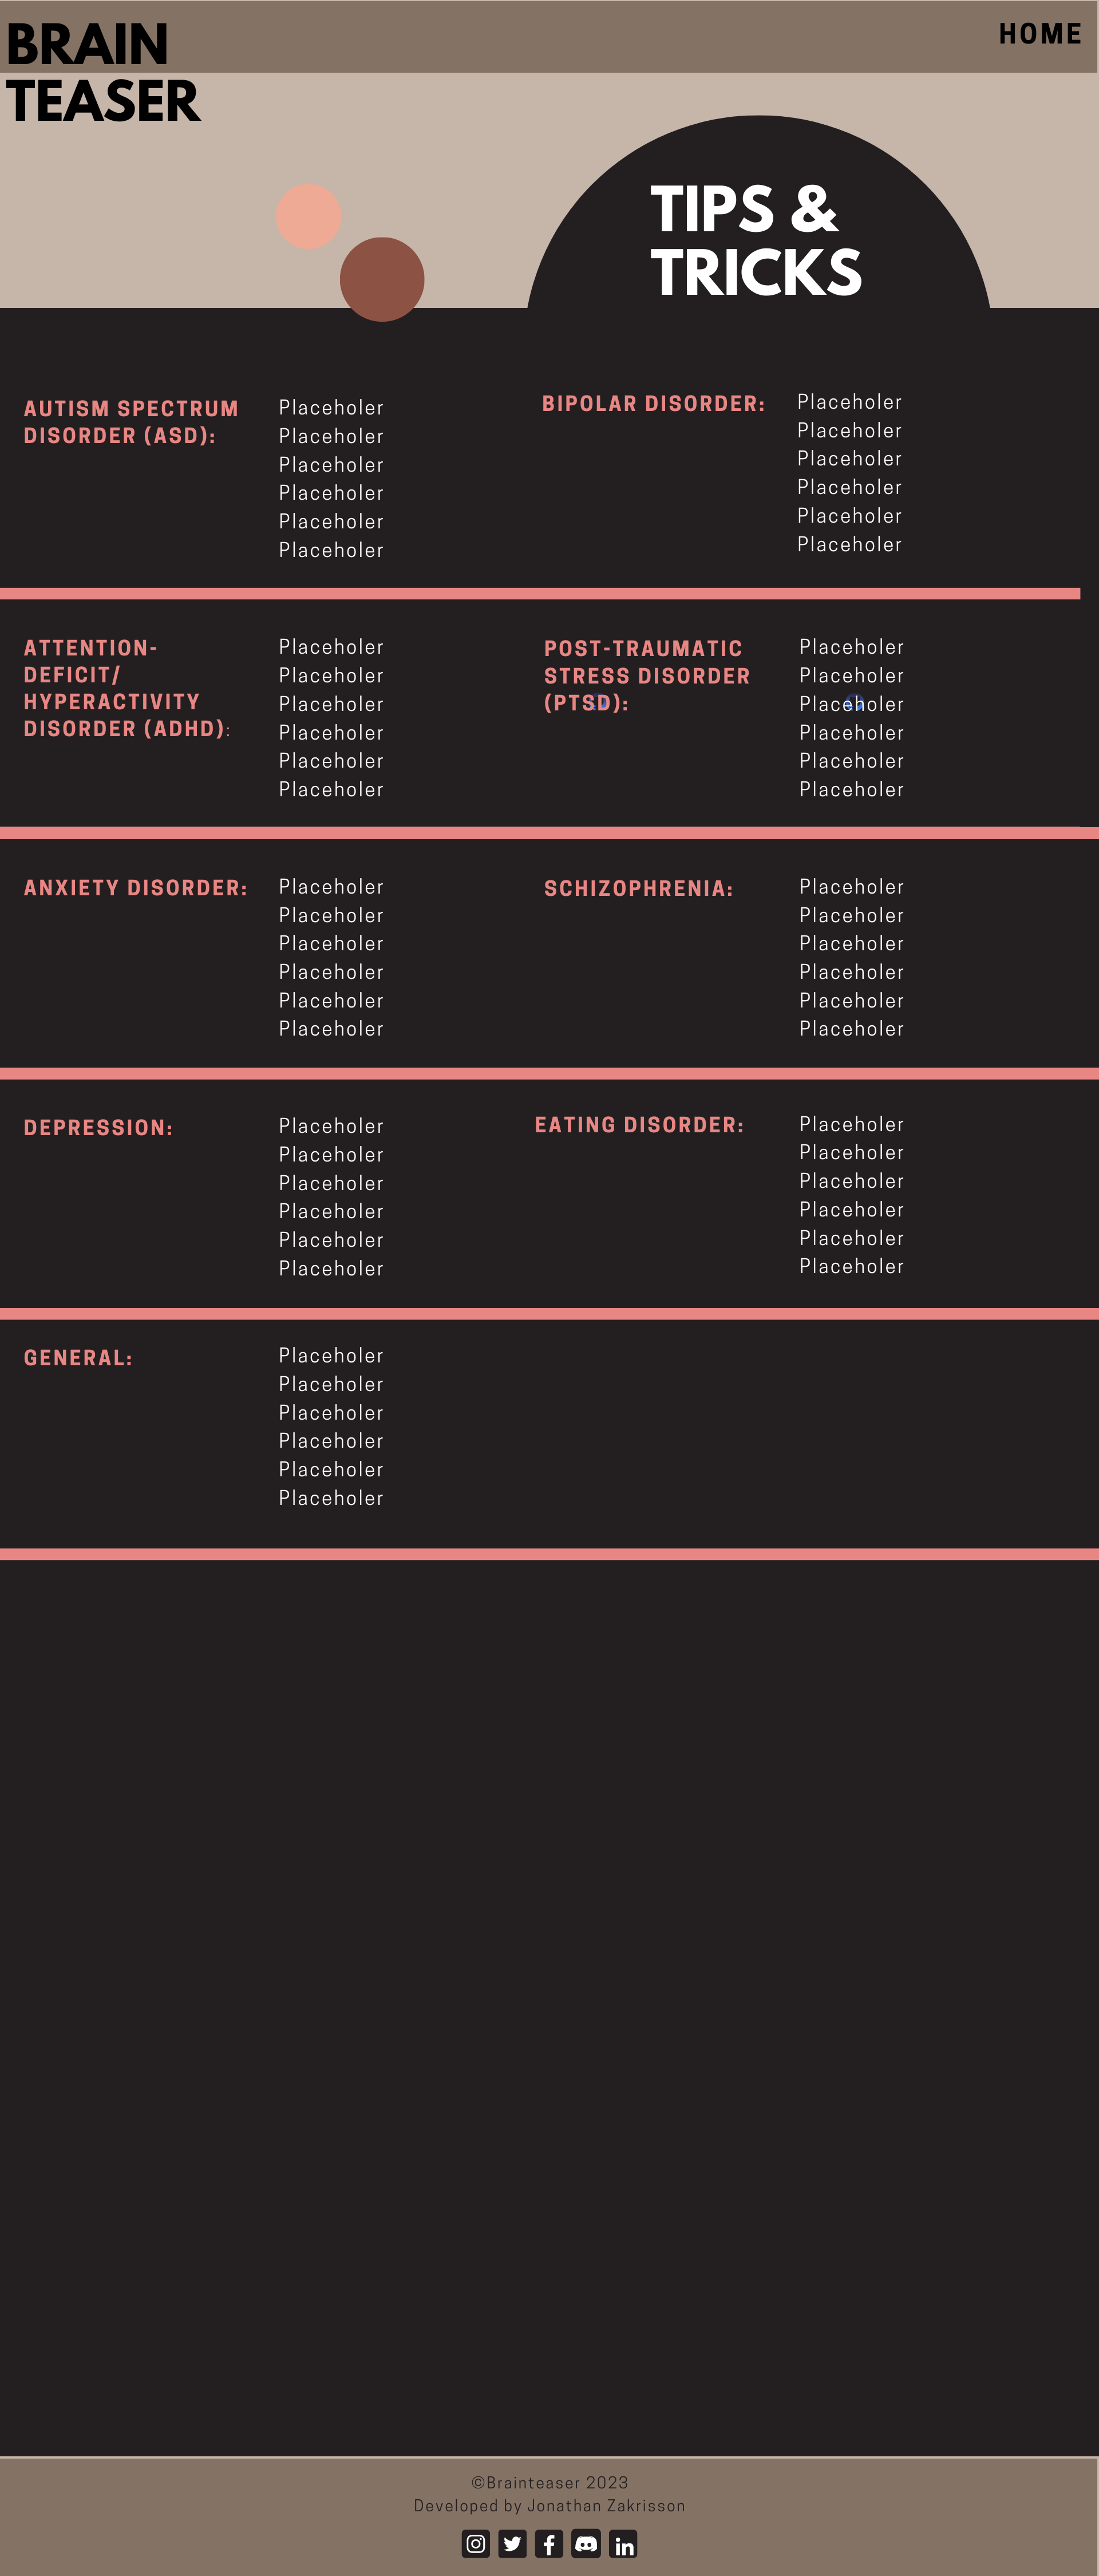 BRAIN
TEASER
HOME
TIPS &
TRICKS
AUTISM SPECTRUM
DISORDER (ASD):
Placeholer
Placeholer
Placeholer
Placeholer
Placeholer
Placeholer
BIPOLAR DISORDER:
Placeholer
Placeholer
Placeholer
Placeholer
Placeholer
Placeholer
ATTENTION-
DEFICIT/
HYPERACTIVITY
DISORDER (ADHD):
Placeholer
Placeholer
Placeholer
Placeholer
Placeholer
Placeholer
POST-TRAUMATIC
STRESS DISORDER
(PTSD):
Placeholer
Placeholer
Placeholer
Placeholer
Placeholer
Placeholer
ANXIETY DISORDER:
Placeholer
Placeholer
Placeholer
Placeholer
Placeholer
Placeholer
SCHIZOPHRENIA:
Placeholer
Placeholer
Placeholer
Placeholer
Placeholer
Placeholer
DEPRESSION:
Placeholer
Placeholer
Placeholer
Placeholer
Placeholer
Placeholer
EATING DISORDER:
Placeholer
Placeholer
Placeholer
Placeholer
Placeholer
Placeholer
GENERAL:
Placeholer
Placeholer
Placeholer
Placeholer
Placeholer
Placeholer
©Brainteaser 2023
Developed by Jonathan Zakrisson